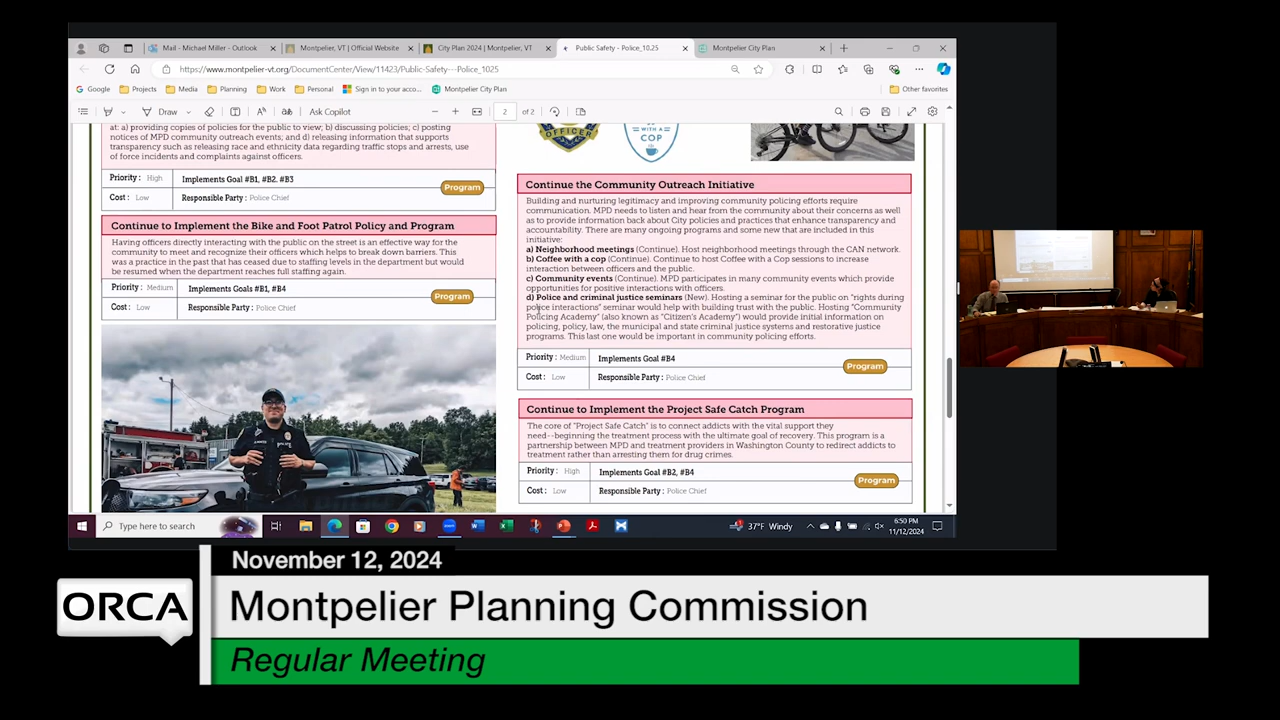 Mail - Michael Miller - Outlook
Montpelier, VT | Official Website
City Plan 2024 | Montpelier, VT
Public Safety - Police_10.25
Montpelier City Plan
https://www.montpelier-vt.org/DocumentCenter/View/11423/Public-Safety---Police_1025
Google
Projects
Media
Planning
Work
Personal
Sign in to your acco...
Montpelier City Plan
Other favorites
Draw
Ask Copilot
2 of 2
at: a) providing copies of policies for the public to view; b) discussing policies; c) posting
notices of MPD community outreach events; and d) releasing information that supports
transparency such as releasing race and ethnicity data regarding traffic stops and arrests, use
of force incidents and complaints against officers.
Priority: High
Implements Goal #B1, #B2. #B3
Cost: Low
Responsible Party: Police Chief
Program
Continue to Implement the Bike and Foot Patrol Policy and Program
Having officers directly interacting with the public on the street is an effective way for the
community to meet and recognize their officers which helps to break down barriers. This
was a practice in the past that has ceased due to staffing levels in the department but would
be resumed when the department reaches full staffing again.
Priority: Medium
Implements Goals #B1, #B4
Cost: Low
Responsible Party: Police Chief
Program
OFFICER
WITH A
COP
Continue the Community Outreach Initiative
Building and nurturing legitimacy and improving community policing efforts require
communication. MPD needs to listen and hear from the community about their concerns as well
as to provide information back about City policies and practices that enhance transparency and
accountability. There are many ongoing programs and some new that are included in this
initiative:
a) Neighborhood meetings (Continue). Host neighborhood meetings through the CAN network.
b) Coffee with a cop (Continue). Continue to host Coffee with a Cop sessions to increase
interaction between officers and the public.
c) Community events (Continue). MPD participates in many community events which provide
opportunities for positive interactions with officers.
d) Police and criminal justice seminars (New). Hosting a seminar for the public on "rights during
police interactions" seminar would help with building trust with the public. Hosting "Community
Policing Academy" (also known as "Citizen's Academy") would provide initial information on
policing, policy, law, the municipal and state criminal justice systems and restorative justice
programs. This last one would be important in community policing efforts.
Priority: Medium
Implements Goal #B4
Cost: Low
Responsible Party: Police Chief
Program
Continue to Implement the Project Safe Catch Program
The core of "Project Safe Catch" is to connect addicts with the vital support they
need--beginning the treatment process with the ultimate goal of recovery. This program is a
partnership between MPD and treatment providers in Washington County to redirect addicts to
treatment rather than arresting them for drug crimes.
Priority: High
Implements Goal #B2, #B4
Cost: Low
Responsible Party: Police Chief
Program
Type here to search
37°F Windy
6:50 PM
11/12/2024
November 12, 2024
ORCA
Montpelier Planning Commission
Regular Meeting